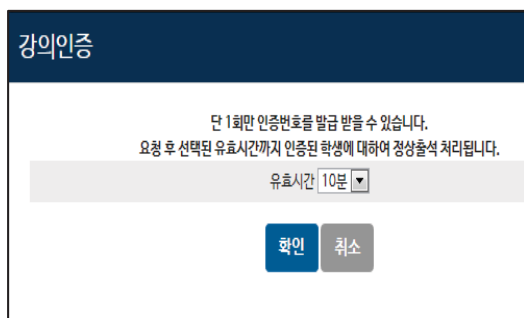 강의인증
단 1회만 인증번호를 발급 받을 수 있습니다.
요청 후 선택된 유효시간까지 인증된 학생에 대하여 정상출석 처리됩니다.
유효시간 10분
확인 취소